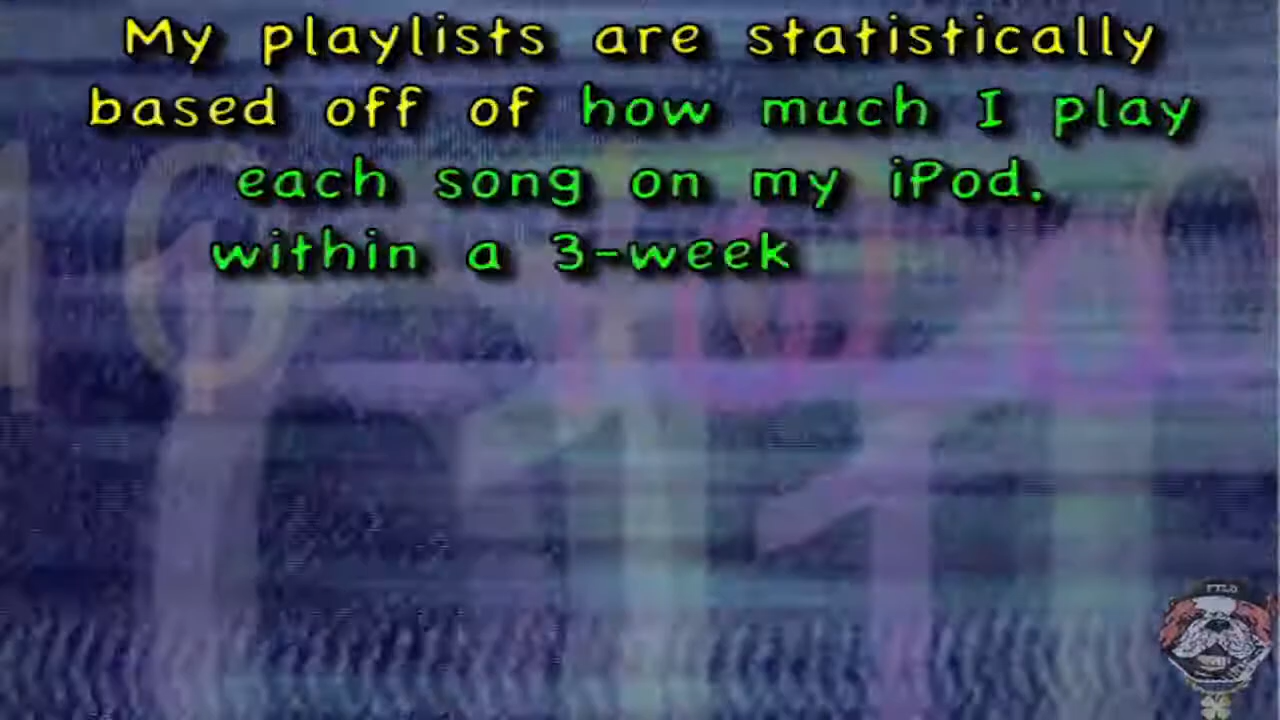 My playlists are statistically
based off of how much I play
each song on my iPod.
within a 3-week